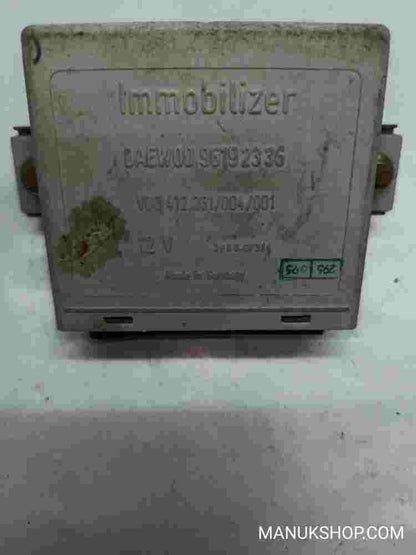 Immobilizer
DAEWOO 96192336
VDO 412.251/004/001
12 V
Made in Germany
MANUKSHOP.COM